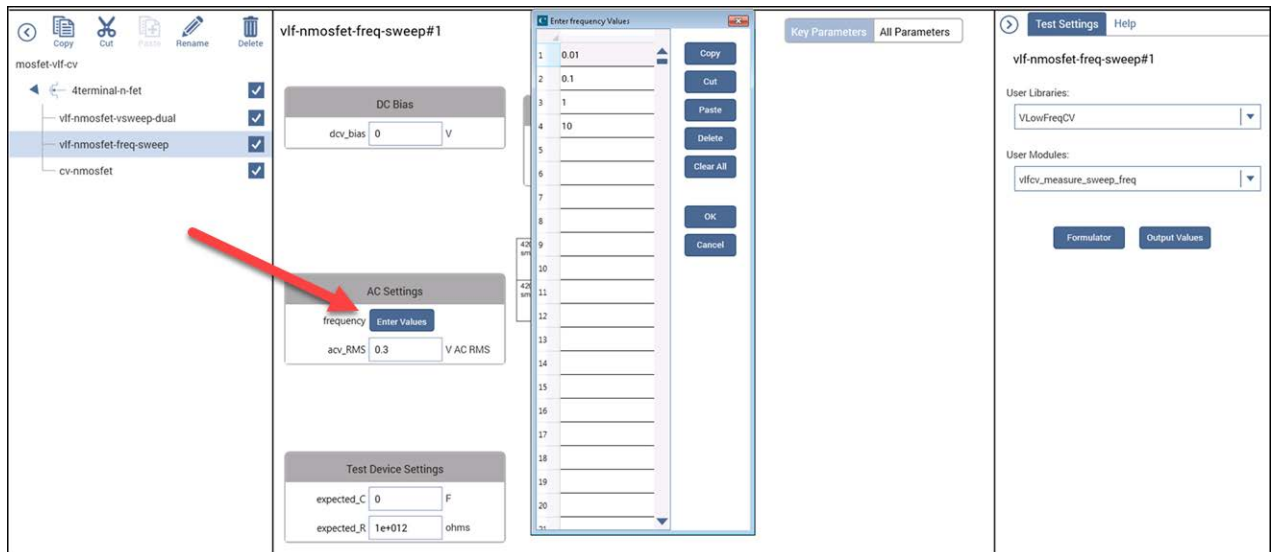 Copy
Cut
Paste
Rename
Delete
mosfet-vlf-cv
4terminal-n-fet
vlf-nmosfet-vsweep-dual
vlf-nmosfet-freq-sweep
cv-nmosfet
vlf-nmosfet-freq-sweep#1
DC Bias
dcv_bias 0 V
AC Settings
frequency Enter Values
acv_RMS 0.3 V AC RMS
Test Device Settings
expected_C 0 F
expected_R 1e+012 ohms
420
sm
420
sm
Enter frequency Values
1 0.01
2 0.1
3 1
4 10
5
6
7
8
9
10
11
12
13
14
15
16
17
18
19
20
21
Copy
Cut
Paste
Delete
Clear All
OK
Cancel
Key Parameters All Parameters
Test Settings Help
vlf-nmosfet-freq-sweep#1
User Libraries:
VLowFreqCV
User Modules:
vlfcv_measure_sweep_freq
Formulator Output Values